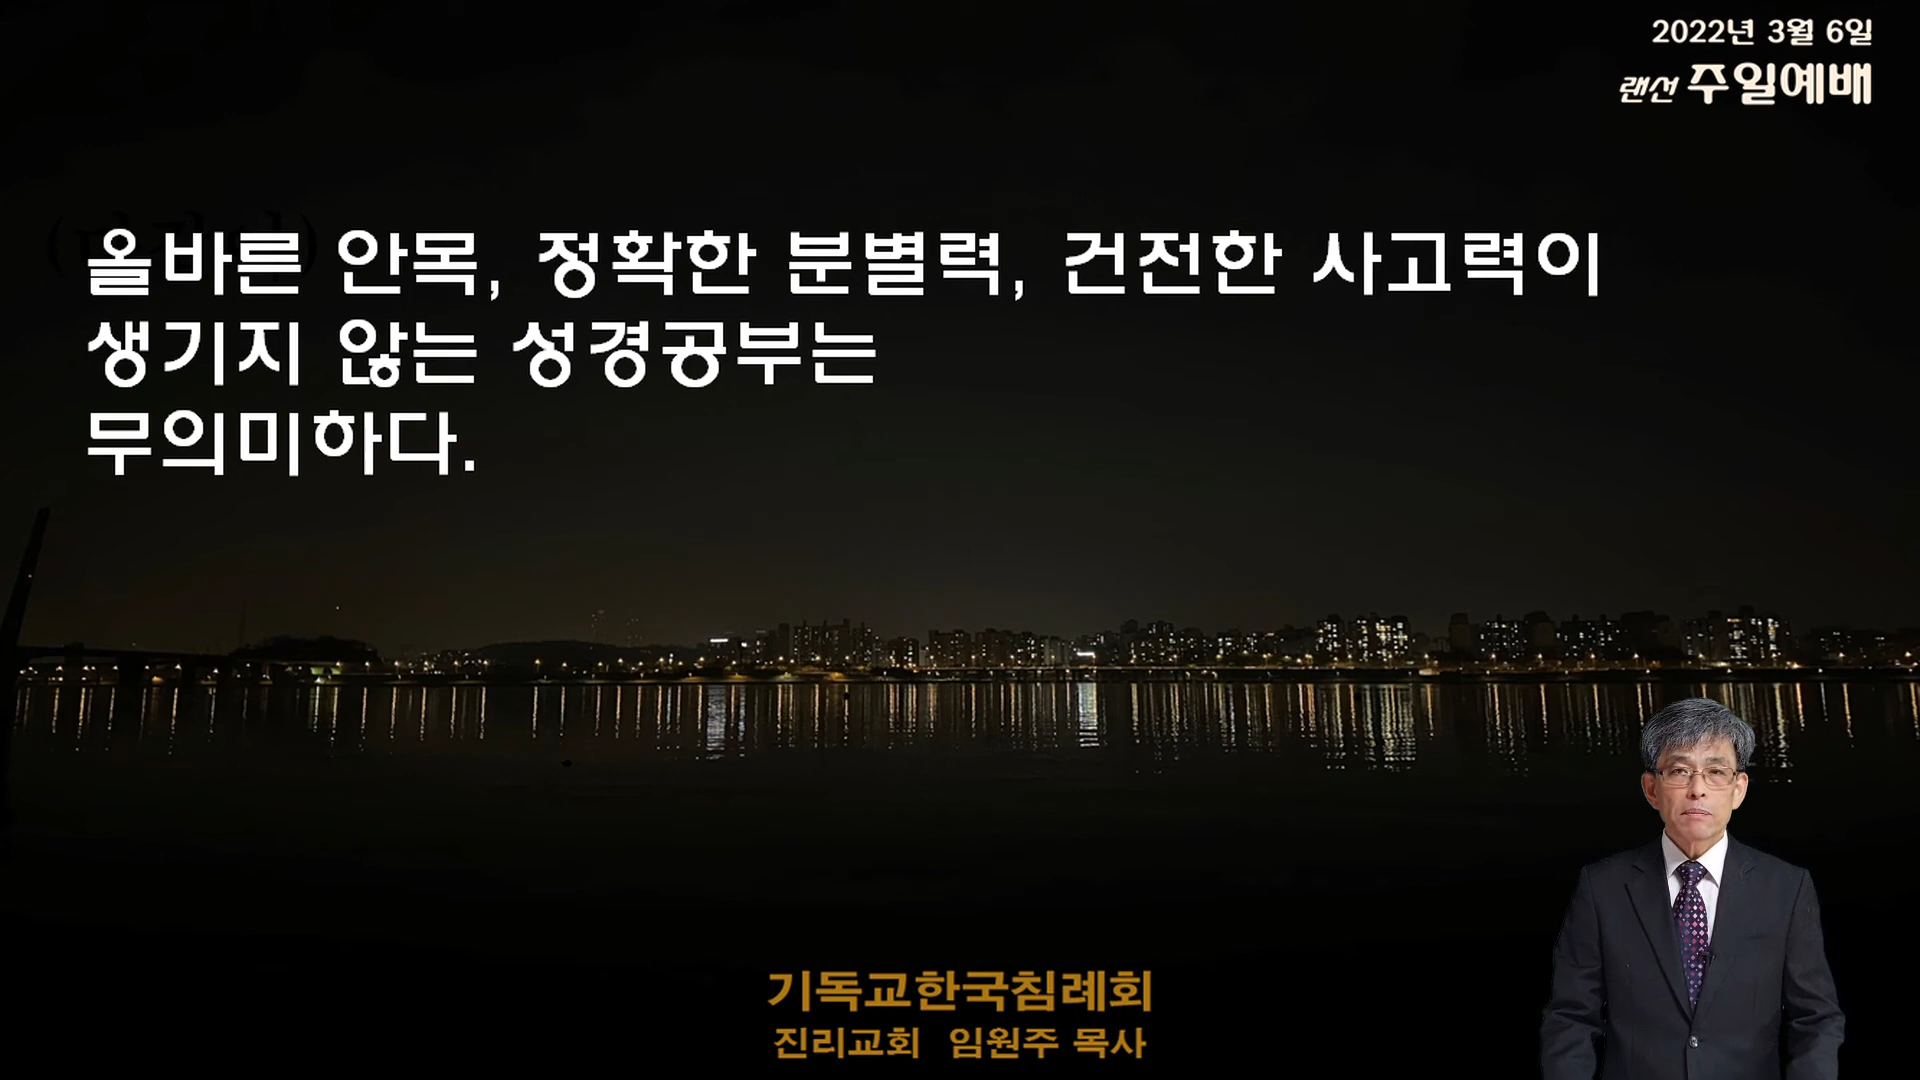 2022년 3월 6일
랜선 주일예배
올바른 안목, 정확한 분별력, 건전한 사고력이
생기지 않는 성경공부는
무의미하다.
기독교한국침례회
진리교회 임원주 목사